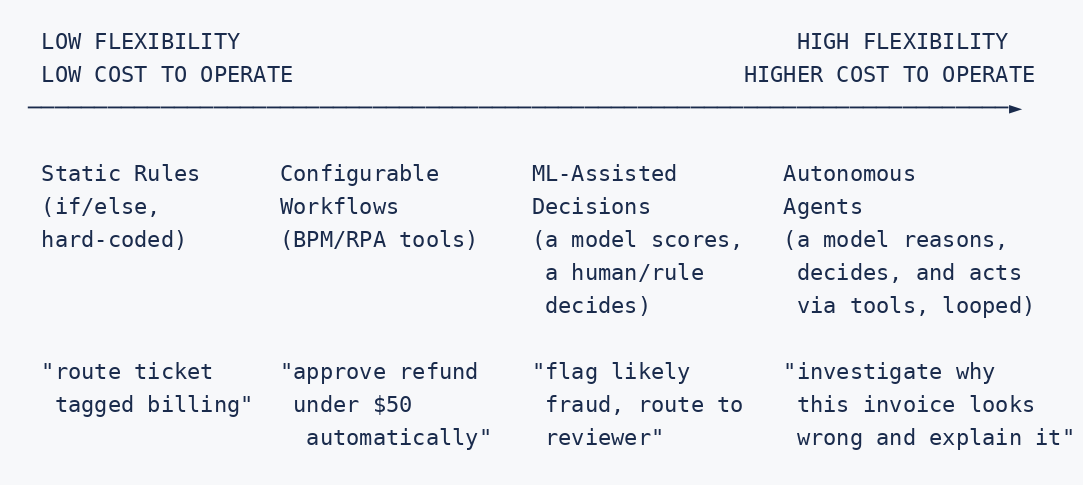 LOW FLEXIBILITY HIGH FLEXIBILITY
LOW COST TO OPERATE HIGHER COST TO OPERATE
Static Rules Configurable ML-Assisted Autonomous
(if/else, Workflows Decisions Agents
hard-coded) (BPM/RPA tools) (a model scores, (a model reasons,
a human/rule decides, and acts
decides) via tools, looped)
"route ticket "approve refund "flag likely "investigate why
tagged billing" under $50 fraud, route to this invoice looks
automatically" reviewer" wrong and explain it"